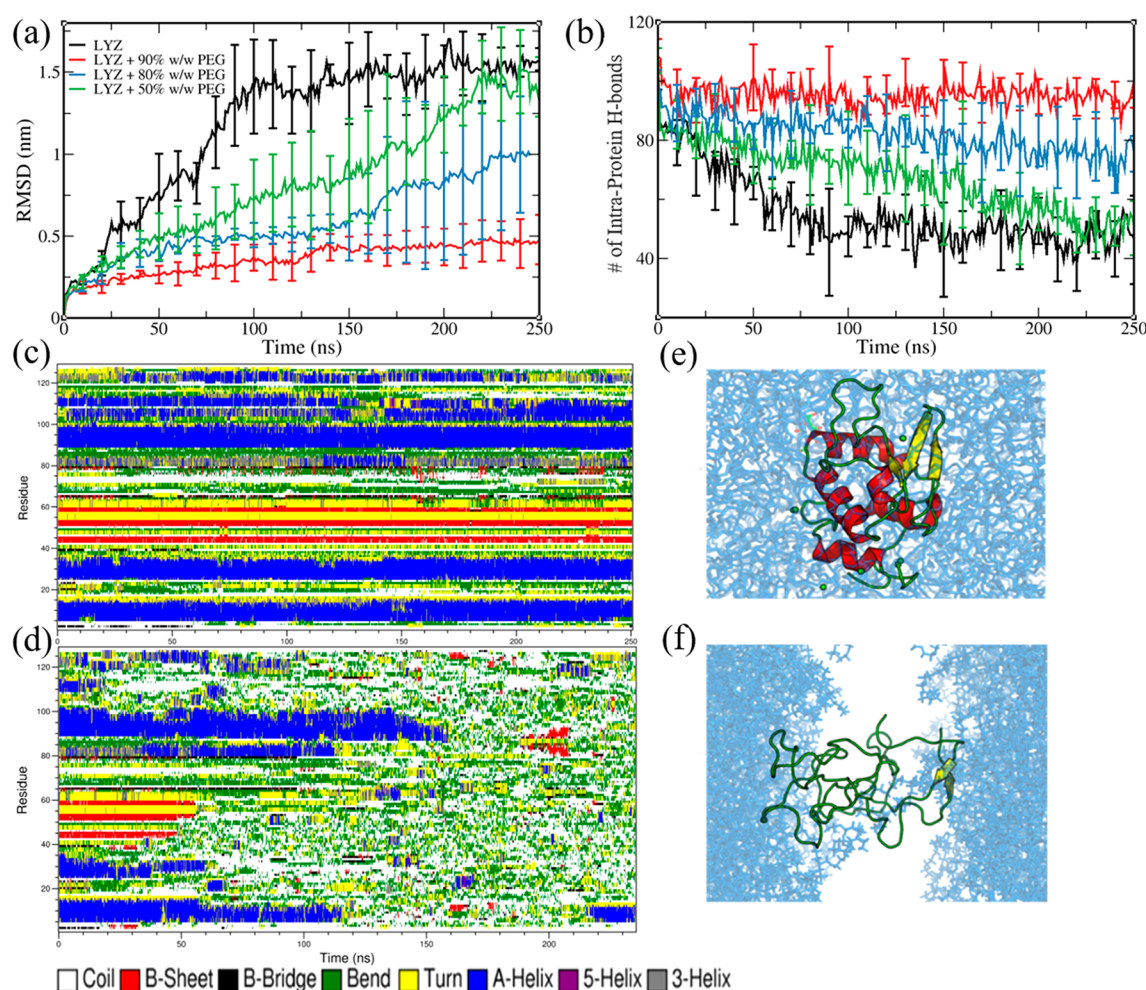 (a)
LYZ
LYZ + 90% w/w PEG
LYZ + 80% w/w PEG
LYZ + 50% w/w PEG
RMSD (nm)
1.5
1
0.5
0
0 50 100 150 200 250
Time (ns)
(b)
# of Intra-Protein H-bonds
120
80
40
0 50 100 150 200 250
Time (ns)
(c)
Residue
120
100
80
60
40
20
0 50 100 150 200 250
(e)
(d)
Residue
120
100
80
60
40
20
0 50 100 150 200
Time (ns)
(f)
Coil B-Sheet B-Bridge Bend Turn A-Helix 5-Helix 3-Helix